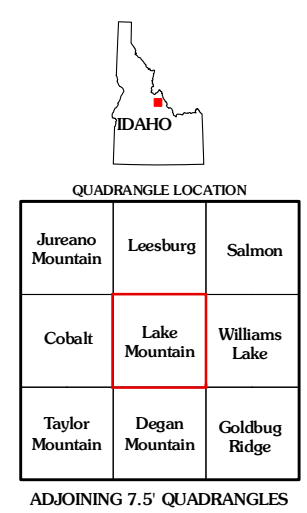 IDAHO
QUADRANGLE LOCATION
Jureano
Mountain
Leesburg
Salmon
Cobalt
Lake
Mountain
Williams
Lake
Taylor
Mountain
Degan
Mountain
Goldbug
Ridge
ADJOINING 7.5' QUADRANGLES